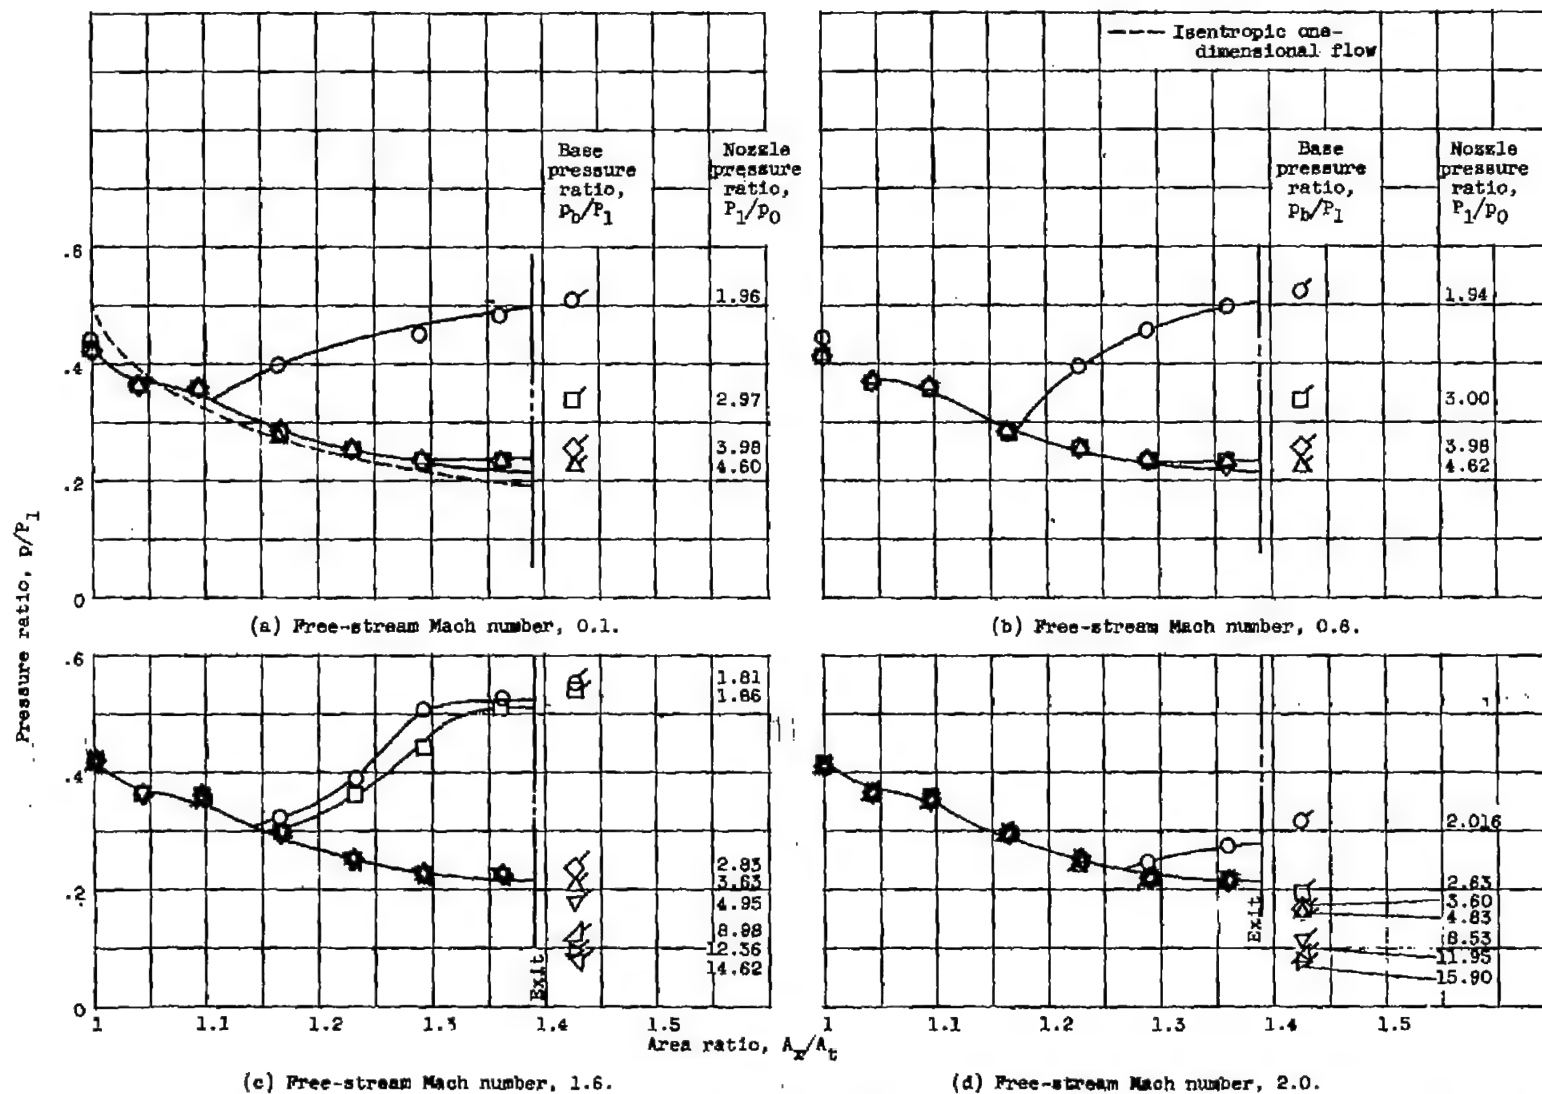 Isentropic one-
dimensional flow
Base
pressure
ratio,
p_b/P_1
Nozzle
pressure
ratio,
P_1/p_0
Base
pressure
ratio,
p_b/P_1
Nozzle
pressure
ratio,
P_1/p_0
.6
.4
.2
0
1.96
2.97
3.98
4.60
1.94
3.00
3.98
4.62
(a) Free-stream Mach number, 0.1.
(b) Free-stream Mach number, 0.8.
Pressure ratio, p/P_1
.6
.4
.2
0
1.81
1.86
2.83
3.63
4.95
8.98
12.36
14.62
Exit
2.016
2.63
3.60
4.83
8.53
11.95
15.90
Exit
1 1.1 1.2 1.3 1.4 1.5
1 1.1 1.2 1.3 1.4 1.5
Area ratio, A_x/A_t
(c) Free-stream Mach number, 1.6.
(d) Free-stream Mach number, 2.0.